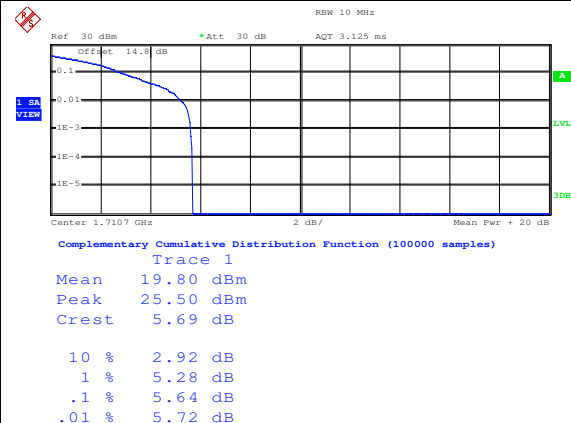 R S
RBW 10 MHz
Ref 30 dBm *Att 30 dB AQT 3.125 ms
Offset 14.8 dB
0.1
A
0.01
1 SA
VIEW
1E-3
LVL
1E-4
1E-5
3DB
Center 1.7107 GHz 2 dB/ Mean Pwr + 20 dB
Complementary Cumulative Distribution Function (100000 samples)
Trace 1
Mean 19.80 dBm
Peak 25.50 dBm
Crest 5.69 dB
10 % 2.92 dB
1 % 5.28 dB
.1 % 5.64 dB
.01 % 5.72 dB